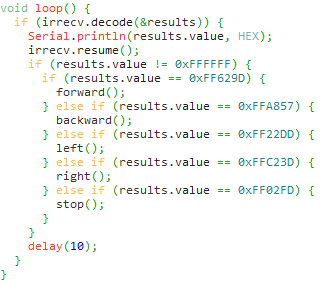 void loop() {
  if (irrecv.decode(&results)) {
    Serial.println(results.value, HEX);
    irrecv.resume();
    if (results.value != 0xFFFFFF) {
      if (results.value == 0xFF629D) {
        forward();
      } else if (results.value == 0xFFA857) {
        backward();
      } else if (results.value == 0xFF22DD) {
        left();
      } else if (results.value == 0xFFC23D) {
        right();
      } else if (results.value == 0xFF02FD) {
        stop();
      }
    }
    delay(10);
  }
}